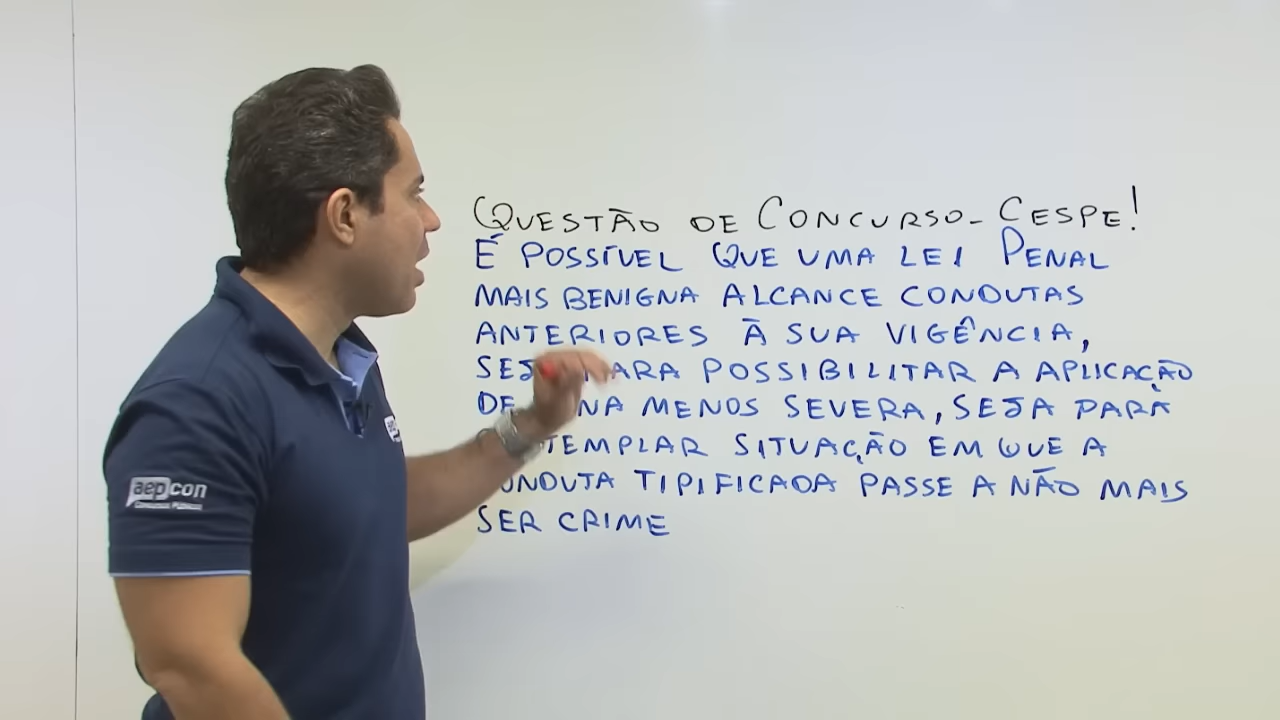 QUESTÃO DE CONCURSO - CESPE!
É POSSÍVEL QUE UMA LEI PENAL
MAIS BENIGNA ALCANCE CONDUTAS
ANTERIORES À SUA VIGÊNCIA,
POSSIBILITAR A APLICAÇÃO
MENOS SEVERA, SEJA PARA
SITUAÇÃO EM QUE A
TIPIFICADA PASSE A NÃO MAIS
SER CRIME
aepcon